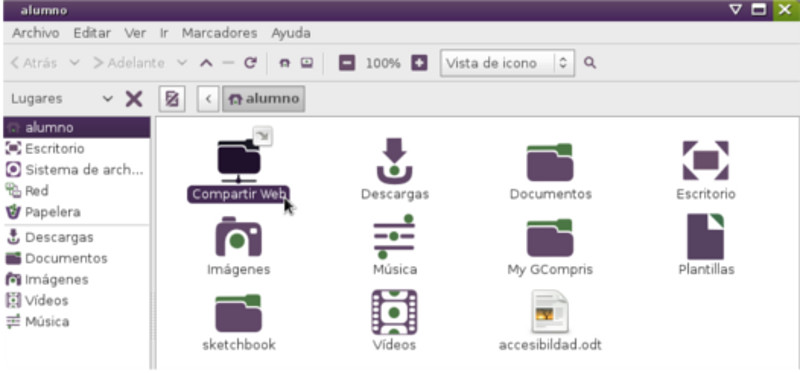 alumno
Archivo Editar Ver Ir Marcadores Ayuda
Atrás Adelante 100% Vista de icono
Lugares alumno
alumno
Escritorio
Sistema de arch...
Red
Papelera
Descargas
Documentos
Imágenes
Vídeos
Música
Compartir Web Descargas Documentos Escritorio
Imágenes Música My GCompris Plantillas
sketchbook Vídeos accesibildad.odt